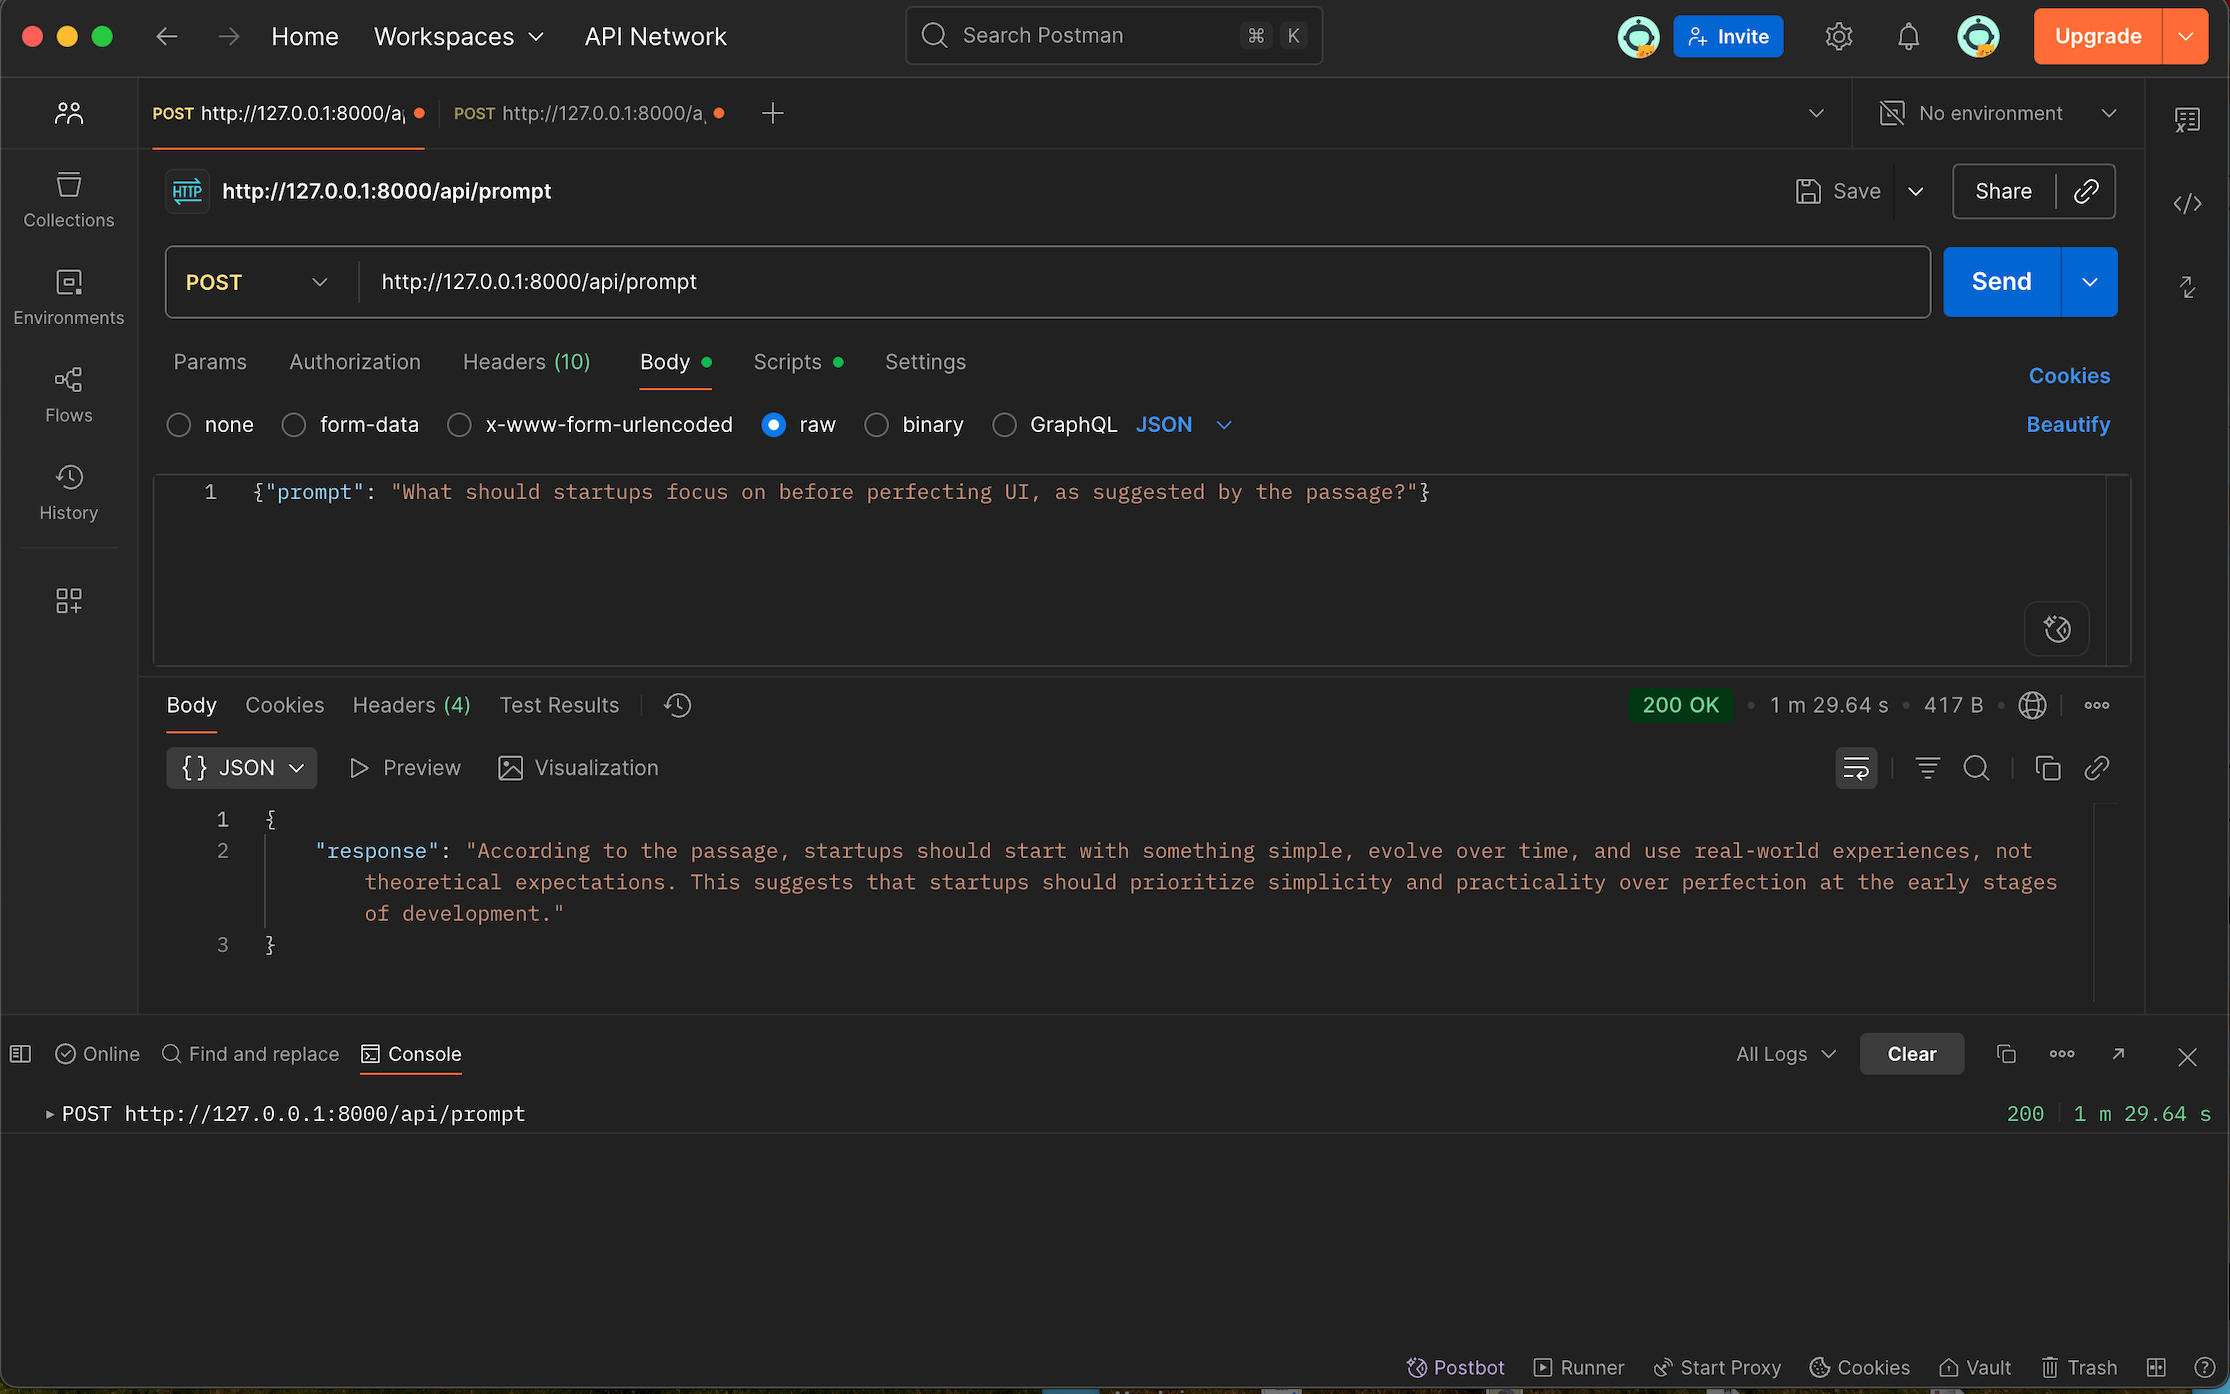 Home Workspaces API Network Search Postman ⌘ K Invite Upgrade
POST http://127.0.0.1:8000/a POST http://127.0.0.1:8000/a No environment
HTTP http://127.0.0.1:8000/api/prompt Save Share
Collections
POST http://127.0.0.1:8000/api/prompt Send
Environments
Params Authorization Headers (10) Body Scripts Settings Cookies
Flows
none form-data x-www-form-urlencoded raw binary GraphQL JSON Beautify
History
1 {"prompt": "What should startups focus on before perfecting UI, as suggested by the passage?"}
Body Cookies Headers (4) Test Results 200 OK • 1 m 29.64 s • 417 B •
{} JSON Preview Visualization
1 {
2 "response": "According to the passage, startups should start with something simple, evolve over time, and use real-world experiences, not
theoretical expectations. This suggests that startups should prioritize simplicity and practicality over perfection at the early stages
of development."
3 }
Online Find and replace Console All Logs Clear
POST http://127.0.0.1:8000/api/prompt 200 1 m 29.64 s
Postbot Runner Start Proxy Cookies Vault Trash